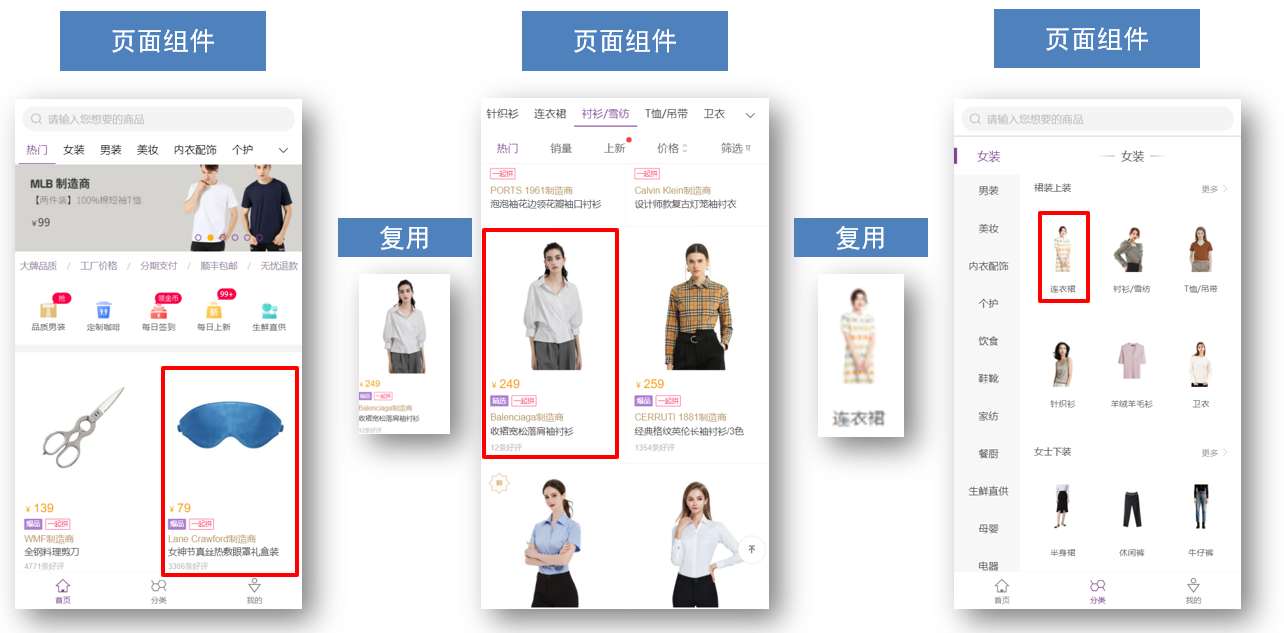 页面组件
请输入您想要的商品
热门 女装 男装 美妆 内衣配饰 个护
MLB 制造商
【两件装】100%棉短袖T恤
¥99
大牌品质 / 工厂价格 / 分期支付 / 顺丰包邮 / 无忧退款
抢 领金币 99+
新
品质男装 定制咖啡 每日签到 每日上新 生鲜直供
¥139
爆品 一起拼
WMF制造商
全钢料理剪刀
4771条好评
¥79
爆品 一起拼
Lane Crawford制造商
女神节真丝热敷眼罩礼盒装
3306条好评
首页 分类 我的
复用
¥249
精选 一起拼
Balenciaga制造商
收褶宽松落肩袖衬衫
12条好评
页面组件
针织衫 连衣裙 衬衫/雪纺 T恤/吊带 卫衣
热门 销量 上新 价格 筛选
一起拼
PORTS 1961制造商
泡泡袖花边领花瓣袖口衬衫
一起拼
Calvin Klein制造商
设计师款复古灯笼袖衬衣
¥249
精选 一起拼
Balenciaga制造商
收褶宽松落肩袖衬衫
12条好评
¥259
爆品 一起拼
CERRUTI 1881制造商
经典格纹英伦长袖衬衫/3色
1354条好评
复用
连衣裙
页面组件
请输入您想要的商品
女装
男装
美妆
内衣配饰
个护
饮食
鞋靴
家纺
餐厨
生鲜直供
母婴
电器
女装
裙装上装 更多
连衣裙 衬衫/雪纺 T恤/吊带
针织衫 羊绒羊毛衫 卫衣
女士下装 更多
半身裙 休闲裤 牛仔裤
首页 分类 我的